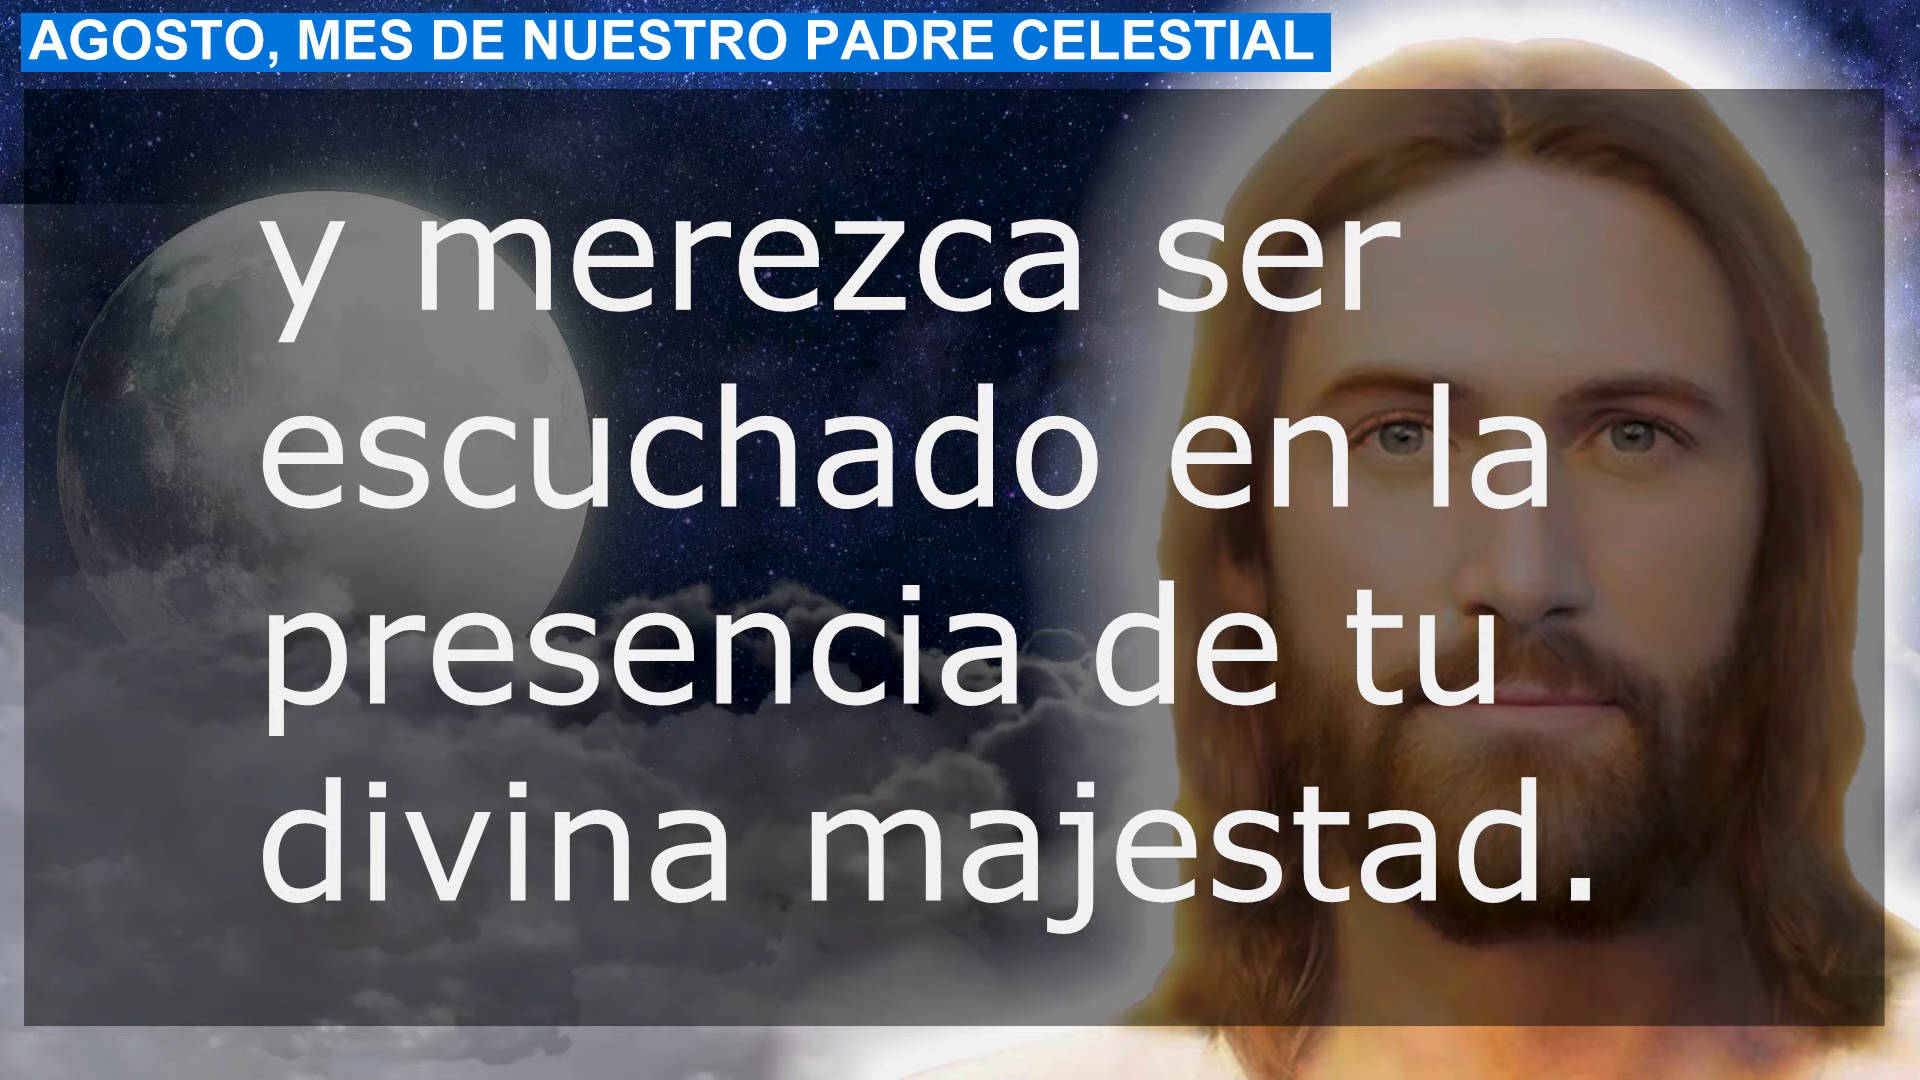 AGOSTO, MES DE NUESTRO PADRE CELESTIAL
y merezca ser
escuchado en la
presencia de tu
divina majestad.